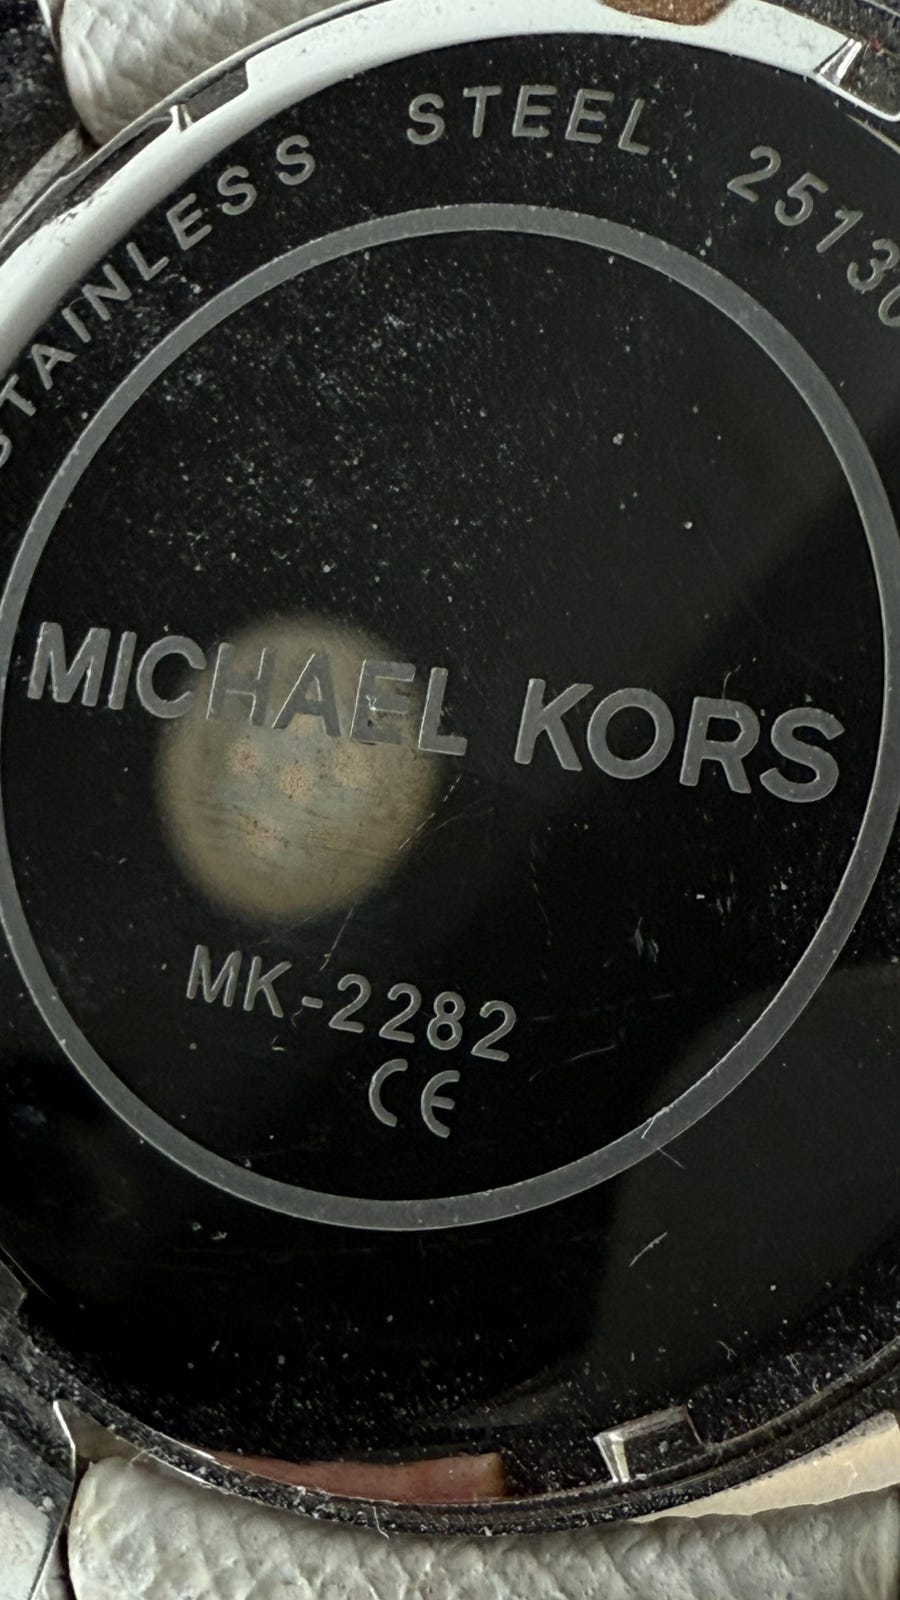 STAINLESS STEEL 25130
MICHAEL KORS
MK-2282
CE